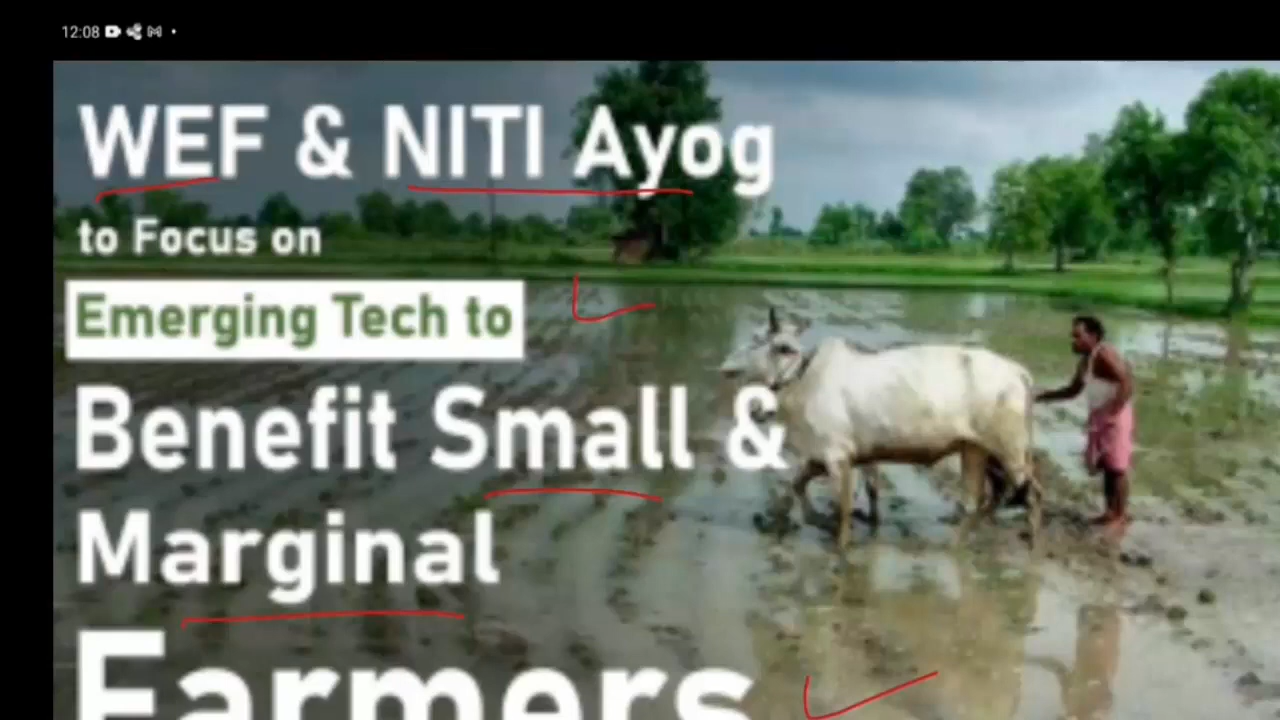 12:08
WEF & NITI Ayog
to Focus on
Emerging Tech to
Benefit Small &
Marginal
Farmers